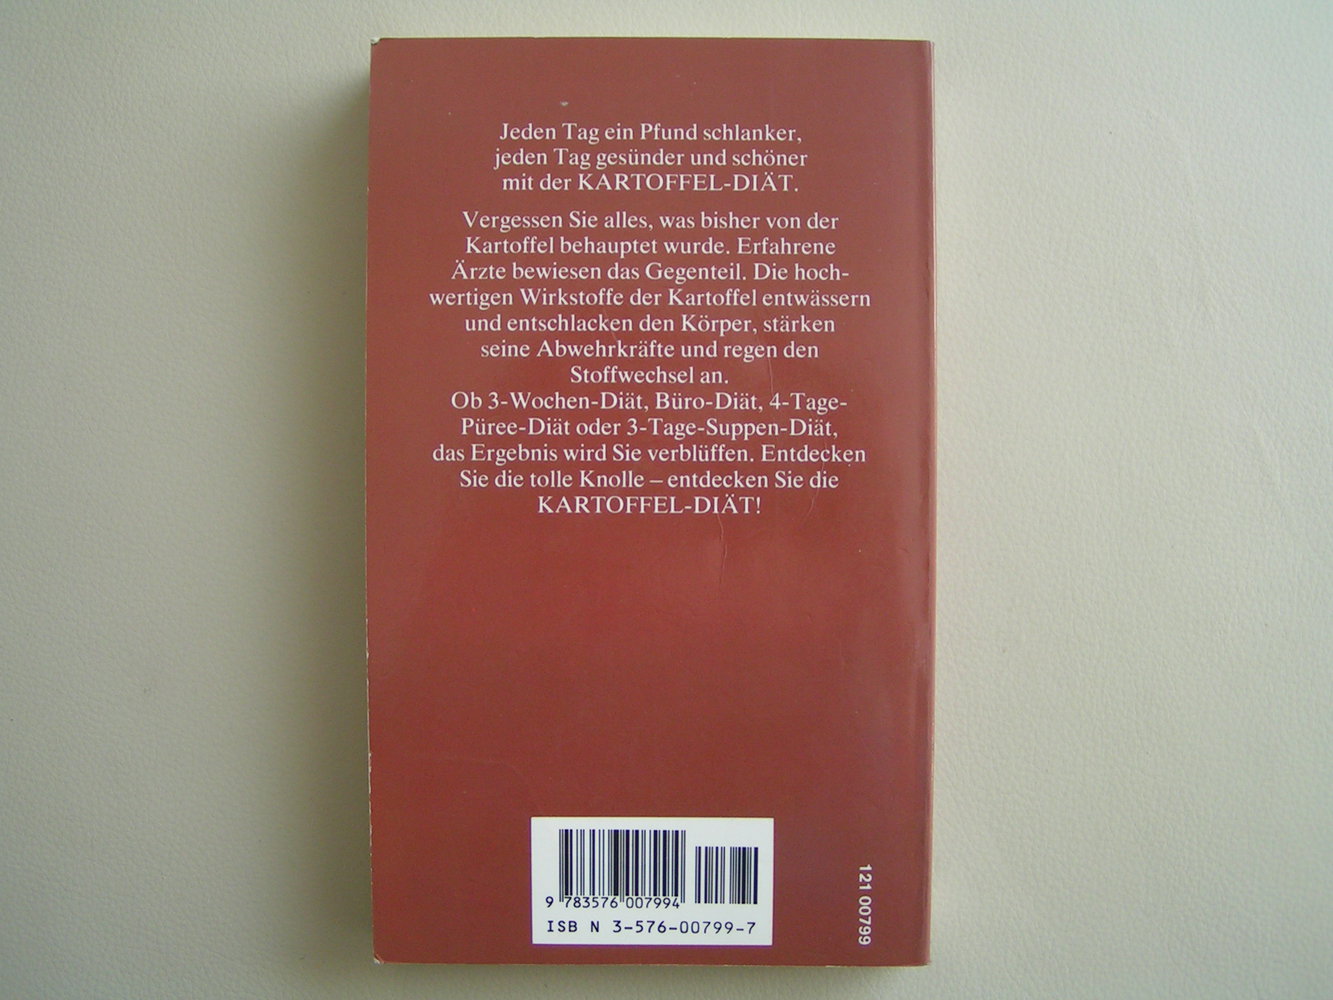 Jeden Tag ein Pfund schlanker,
jeden Tag gesünder und schöner
mit der KARTOFFEL-DIÄT.
Vergessen Sie alles, was bisher von der
Kartoffel behauptet wurde. Erfahrene
Ärzte bewiesen das Gegenteil. Die hoch-
wertigen Wirkstoffe der Kartoffel entwässern
und entschlacken den Körper, stärken
seine Abwehrkräfte und regen den
Stoffwechsel an.
Ob 3-Wochen-Diät, Büro-Diät, 4-Tage-
Püree-Diät oder 3-Tage-Suppen-Diät,
das Ergebnis wird Sie verblüffen. Entdecken
Sie die tolle Knolle – entdecken Sie die
KARTOFFEL-DIÄT!
9 783576 007994
ISB N 3-576-00799-7
121 00799